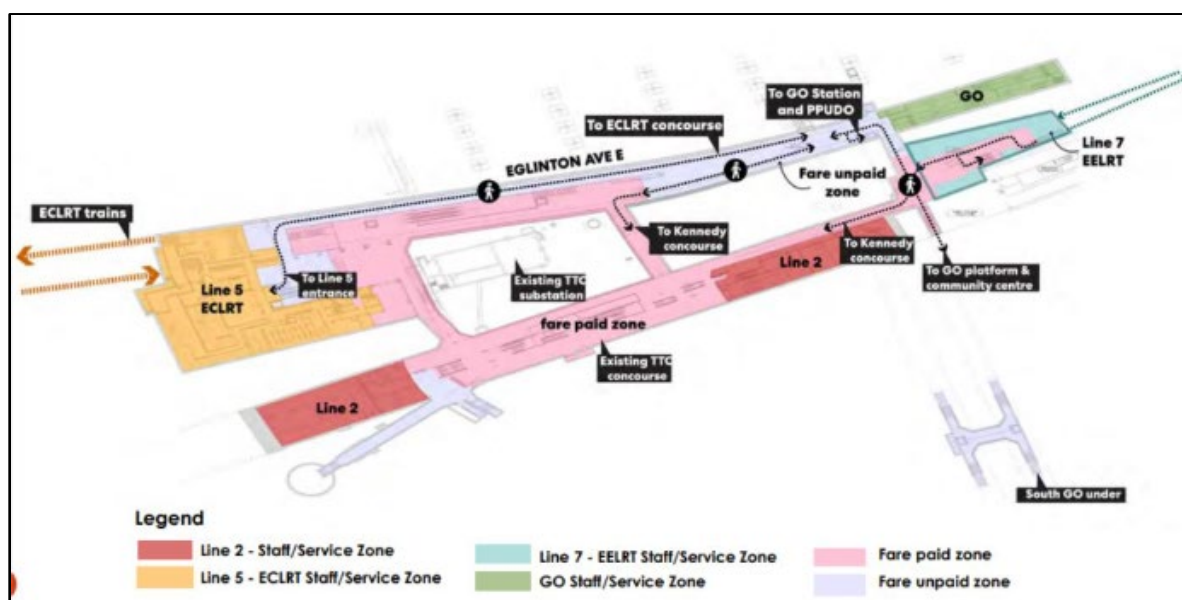 To GO Station
and PPUDO
GO
To ECLRT concourse
Line 7
EELRT
EGLINTON AVE E
Fare unpaid
zone
ECLRT trains
To Kennedy
concourse
To Kennedy
concourse
To GO platform &
community centre
Line 2
To Line 5
entrance
Existing TTC
substation
Line 5
ECLRT
fare paid zone
Existing TTC
concourse
Line 2
South GO under
Legend
Line 2 - Staff/Service Zone
Line 5 - ECLRT Staff/Service Zone
Line 7 - EELRT Staff/Service Zone
GO Staff/Service Zone
Fare paid zone
Fare unpaid zone